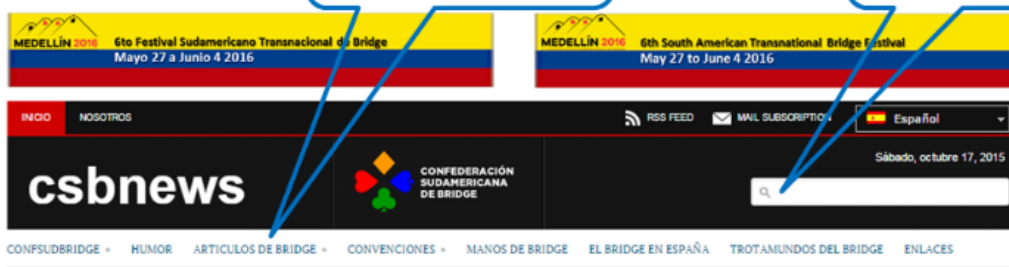 MEDELLÍN 2016
6to Festival Sudamericano Transnacional de Bridge
Mayo 27 a Junio 4 2016
MEDELLÍN 2016
6th South American Transnational Bridge Festival
May 27 to June 4 2016
INICIO NOSOTROS RSS FEED MAIL SUBSCRIPTION Español
Sábado, octubre 17, 2015
csbnews
CONFEDERACIÓN
SUDAMERICANA
DE BRIDGE
CONFSUDBRIDGE » HUMOR ARTICULOS DE BRIDGE » CONVENCIONES » MANOS DE BRIDGE EL BRIDGE EN ESPAÑA TROTAMUNDOS DEL BRIDGE ENLACES